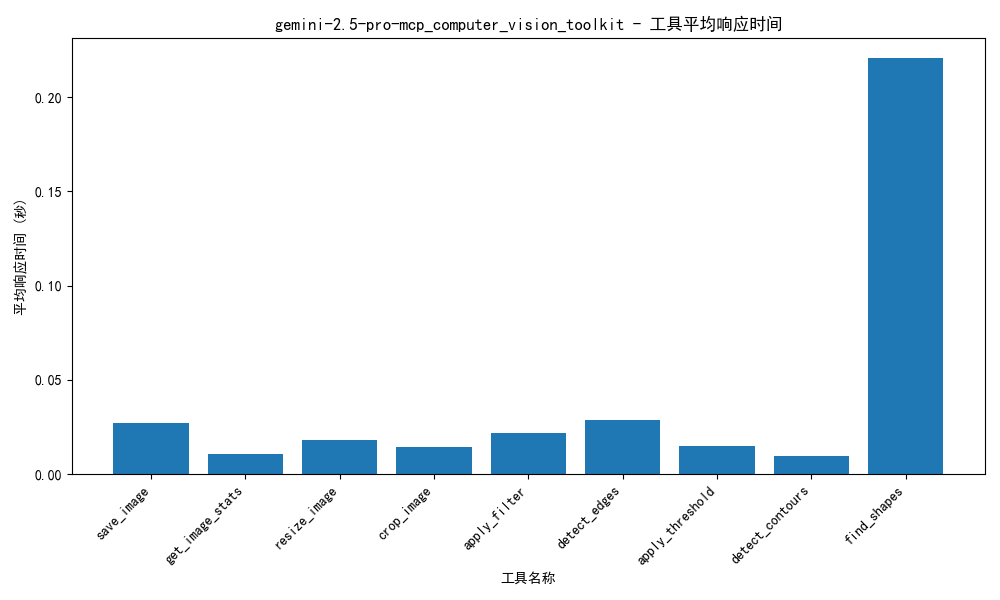 gemini-2.5-pro-mcp_computer_vision_toolkit - 工具平均响应时间
平均响应时间 (秒)
0.20
0.15
0.10
0.05
0.00
save_image
get_image_stats
resize_image
crop_image
apply_filter
detect_edges
apply_threshold
detect_contours
find_shapes
工具名称